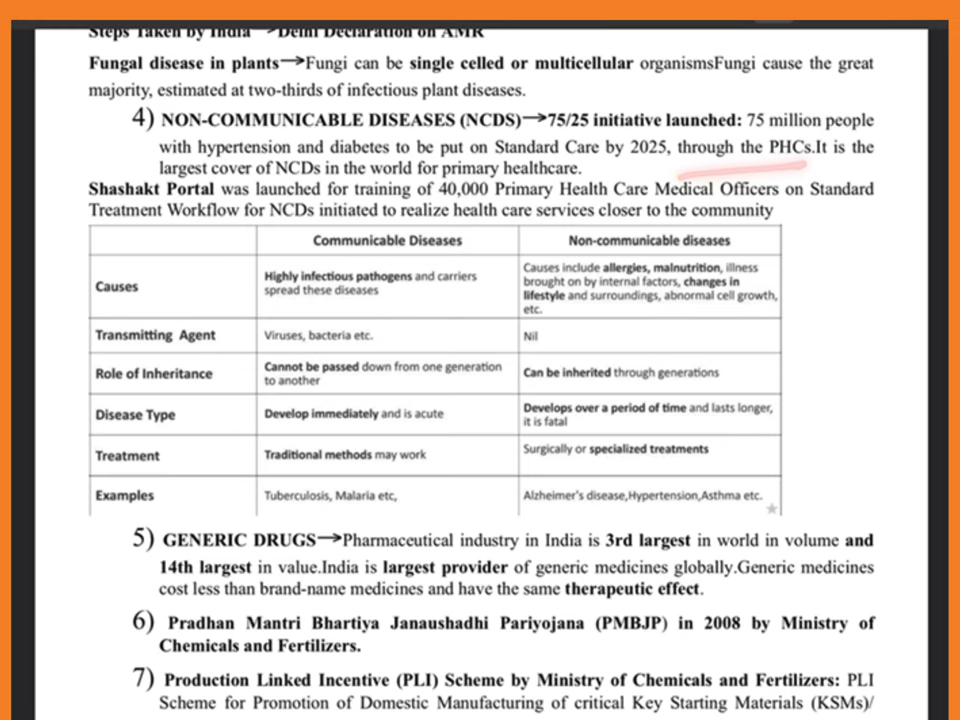 Steps Taken by India →Delhi Declaration on AMR
Fungal disease in plants→Fungi can be single celled or multicellular organismsFungi cause the great
majority, estimated at two-thirds of infectious plant diseases.
4) NON-COMMUNICABLE DISEASES (NCDS)→75/25 initiative launched: 75 million people
with hypertension and diabetes to be put on Standard Care by 2025, through the PHCs.It is the
largest cover of NCDs in the world for primary healthcare.
Shashakt Portal was launched for training of 40,000 Primary Health Care Medical Officers on Standard
Treatment Workflow for NCDs initiated to realize health care services closer to the community
Communicable Diseases Non-communicable diseases
Causes
Highly infectious pathogens and carriers
spread these diseases
Causes include allergies, malnutrition, illness
brought on by internal factors, changes in
lifestyle and surroundings, abnormal cell growth,
etc.
Transmitting Agent Viruses, bacteria etc. Nil
Role of Inheritance
Cannot be passed down from one generation
to another
Can be inherited through generations
Disease Type
Develop immediately and is acute
Develops over a period of time and lasts longer,
it is fatal
Treatment Traditional methods may work Surgically or specialized treatments
Examples Tuberculosis, Malaria etc, Alzheimer's disease,Hypertension,Asthma etc.
5) GENERIC DRUGS→Pharmaceutical industry in India is 3rd largest in world in volume and
14th largest in value.India is largest provider of generic medicines globally.Generic medicines
cost less than brand-name medicines and have the same therapeutic effect.
6) Pradhan Mantri Bhartiya Janaushadhi Pariyojana (PMBJP) in 2008 by Ministry of
Chemicals and Fertilizers.
7) Production Linked Incentive (PLI) Scheme by Ministry of Chemicals and Fertilizers: PLI
Scheme for Promotion of Domestic Manufacturing of critical Key Starting Materials (KSMs)/